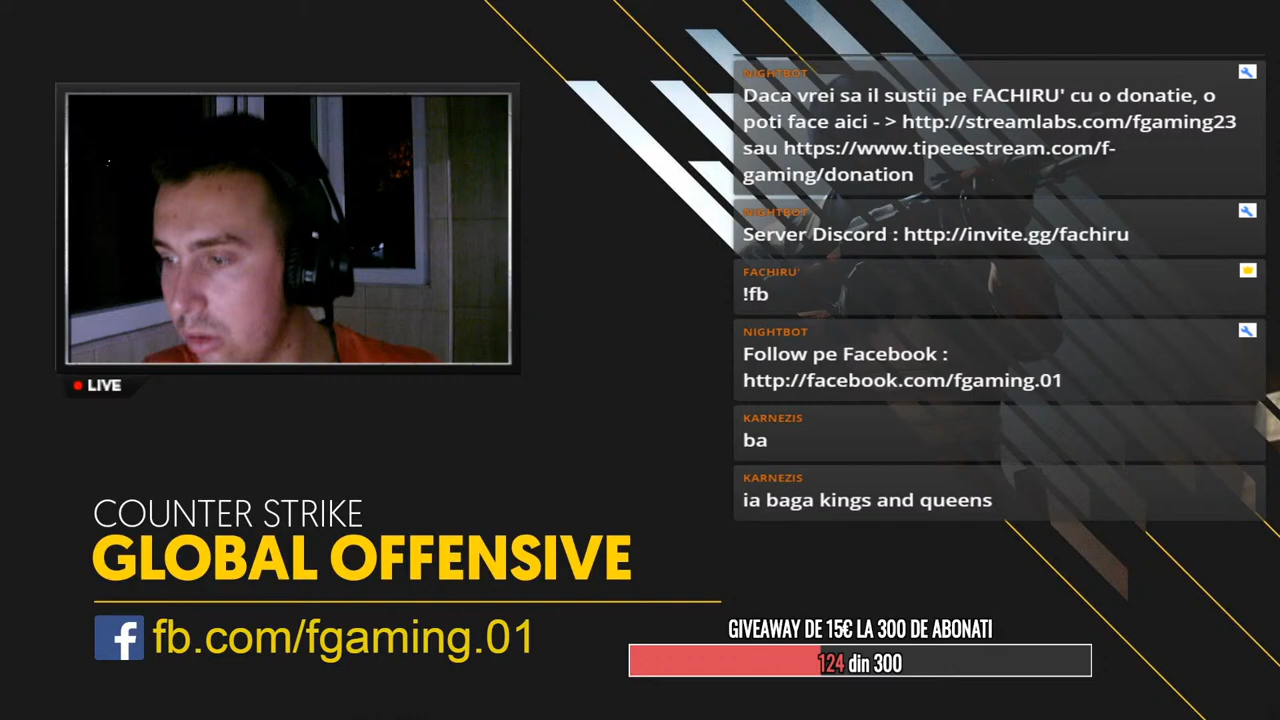 NIGHTBOT
Daca vrei sa il sustii pe FACHIRU' cu o donatie, o
poti face aici - > http://streamlabs.com/fgaming23
sau https://www.tipeeestream.com/f-
gaming/donation
NIGHTBOT
Server Discord : http://invite.gg/fachiru
FACHIRU'
!fb
NIGHTBOT
Follow pe Facebook :
http://facebook.com/fgaming.01
KARNEZIS
ba
KARNEZIS
ia baga kings and queens
LIVE
COUNTER STRIKE
GLOBAL OFFENSIVE
fb.com/fgaming.01
GIVEAWAY DE 15€ LA 300 DE ABONATI
124 din 300